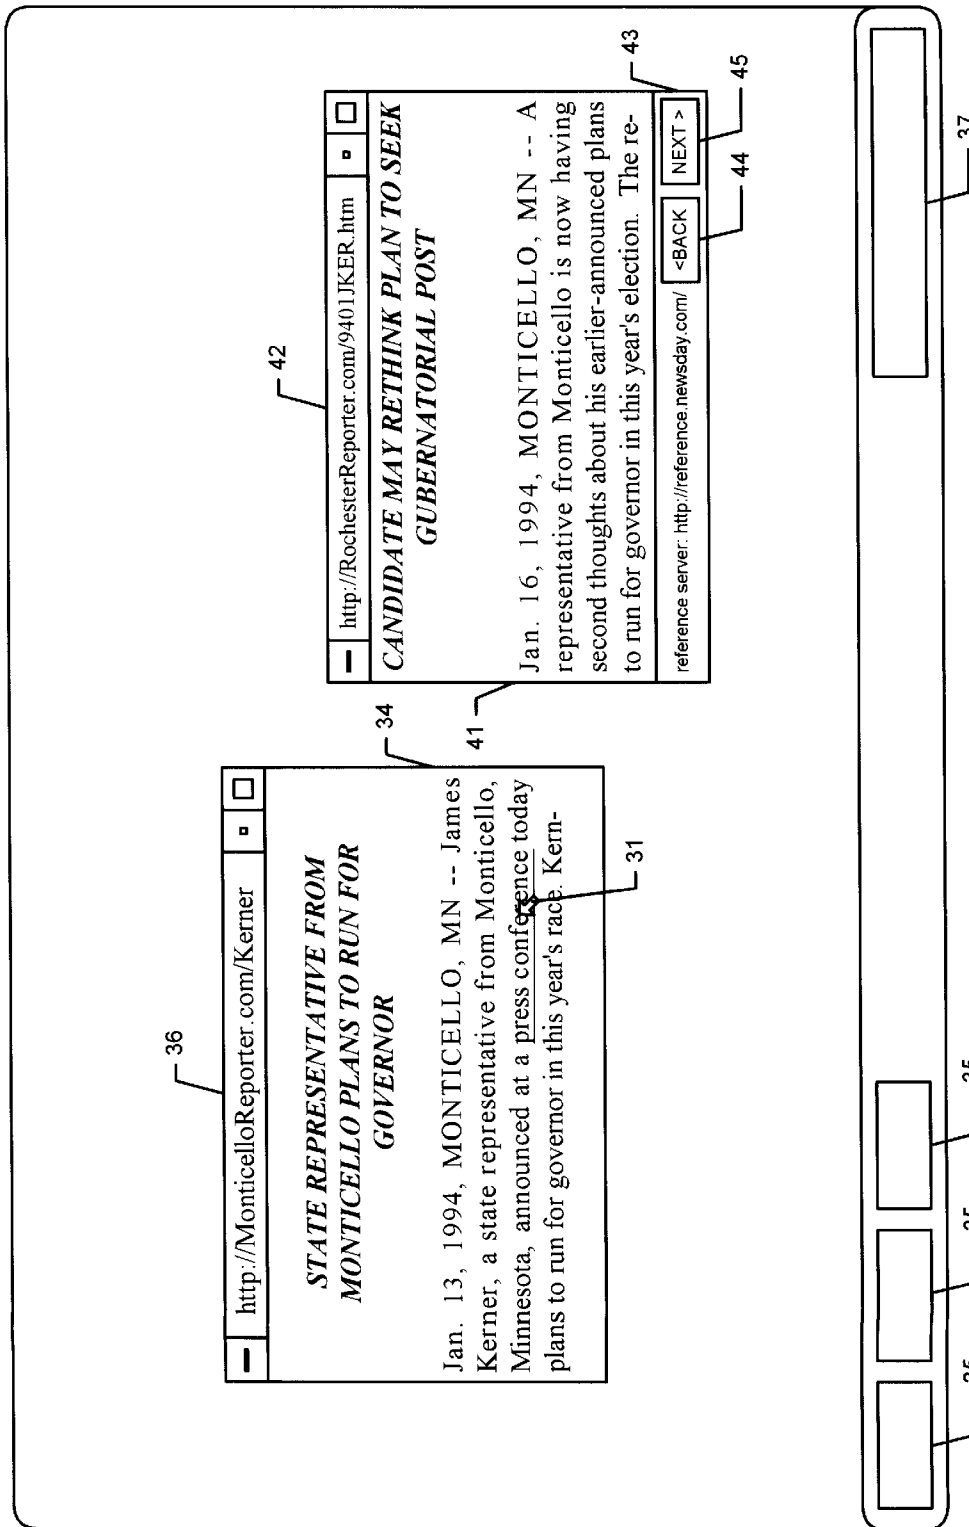 36
http://MonticelloReporter.com/Kerner
STATE REPRESENTATIVE FROM
MONTICELLO PLANS TO RUN FOR
GOVERNOR
Jan. 13, 1994, MONTICELLO, MN -- James
Kerner, a state representative from Monticello,
Minnesota, announced at a press conference today
plans to run for governor in this year's race. Kern-
34
31
42
http://RochesterReporter.com/9401JKER.htm
CANDIDATE MAY RETHINK PLAN TO SEEK
GUBERNATORIAL POST
Jan. 16, 1994, MONTICELLO, MN -- A
representative from Monticello is now having
second thoughts about his earlier-announced plans
to run for governor in this year's election. The re-
reference server: http://reference.newsday.com/
<BACK
NEXT >
41
43
44
45
35
35
35
37